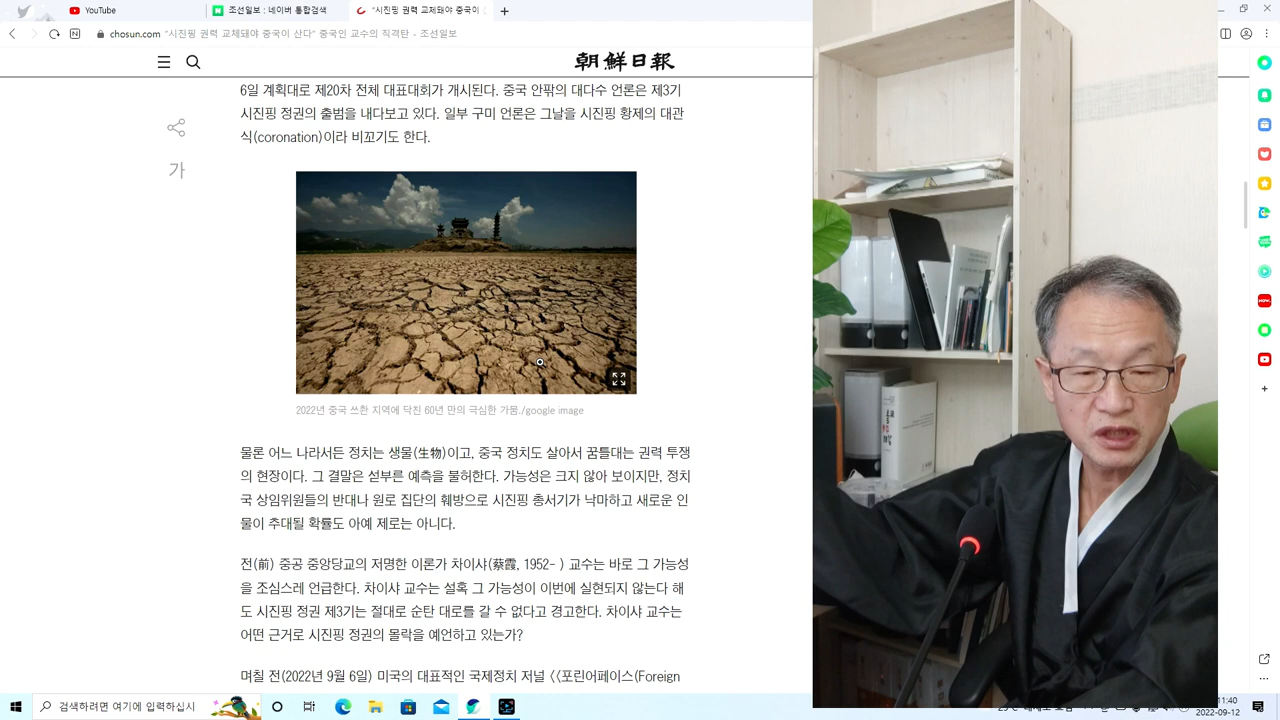 YouTube
조선일보 : 네이버 통합검색
"시진핑 권력 교체돼야 중국이
chosun.com "시진핑 권력 교체돼야 중국이 산다" 중국인 교수의 직격탄 - 조선일보
朝鮮日報
가
6일 계획대로 제20차 전체 대표대회가 개시된다. 중국 안팎의 대다수 언론은 제3기
시진핑 정권의 출범을 내다보고 있다. 일부 구미 언론은 그날을 시진핑 황제의 대관
식(coronation)이라 비꼬기도 한다.
2022년 중국 쓰촨 지역에 닥친 60년 만의 극심한 가뭄./google image
물론 어느 나라서든 정치는 생물(生物)이고, 중국 정치도 살아서 꿈틀대는 권력 투쟁
의 현장이다. 그 결말은 섣부른 예측을 불허한다. 가능성은 크지 않아 보이지만, 정치
국 상임위원들의 반대나 원로 집단의 훼방으로 시진핑 총서기가 낙마하고 새로운 인
물이 추대될 확률도 아예 제로는 아니다.
전(前) 중공 중앙당교의 저명한 이론가 차이샤(蔡霞, 1952- ) 교수는 바로 그 가능성
을 조심스레 언급한다. 차이샤 교수는 설혹 그 가능성이 이번에 실현되지 않는다 해
도 시진핑 정권 제3기는 절대로 순탄 대로를 갈 수 없다고 경고한다. 차이샤 교수는
어떤 근거로 시진핑 정권의 몰락을 예언하고 있는가?
며칠 전(2022년 9월 6일) 미국의 대표적인 국제정치 저널 <<포린어페이스(Foreign
검색하려면 여기에 입력하십시
11:40
2022-09-12